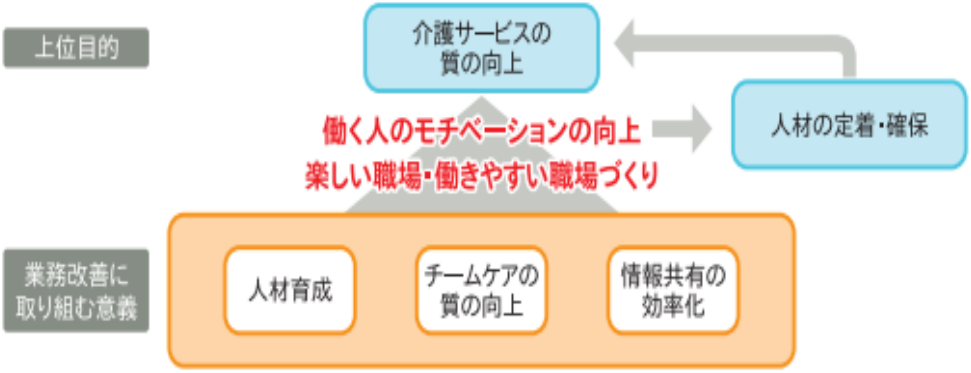 上位目的
介護サービスの
質の向上
人材の定着・確保
働く人のモチベーションの向上
楽しい職場・働きやすい職場づくり
業務改善に
取り組む意義
人材育成
チームケアの
質の向上
情報共有の
効率化